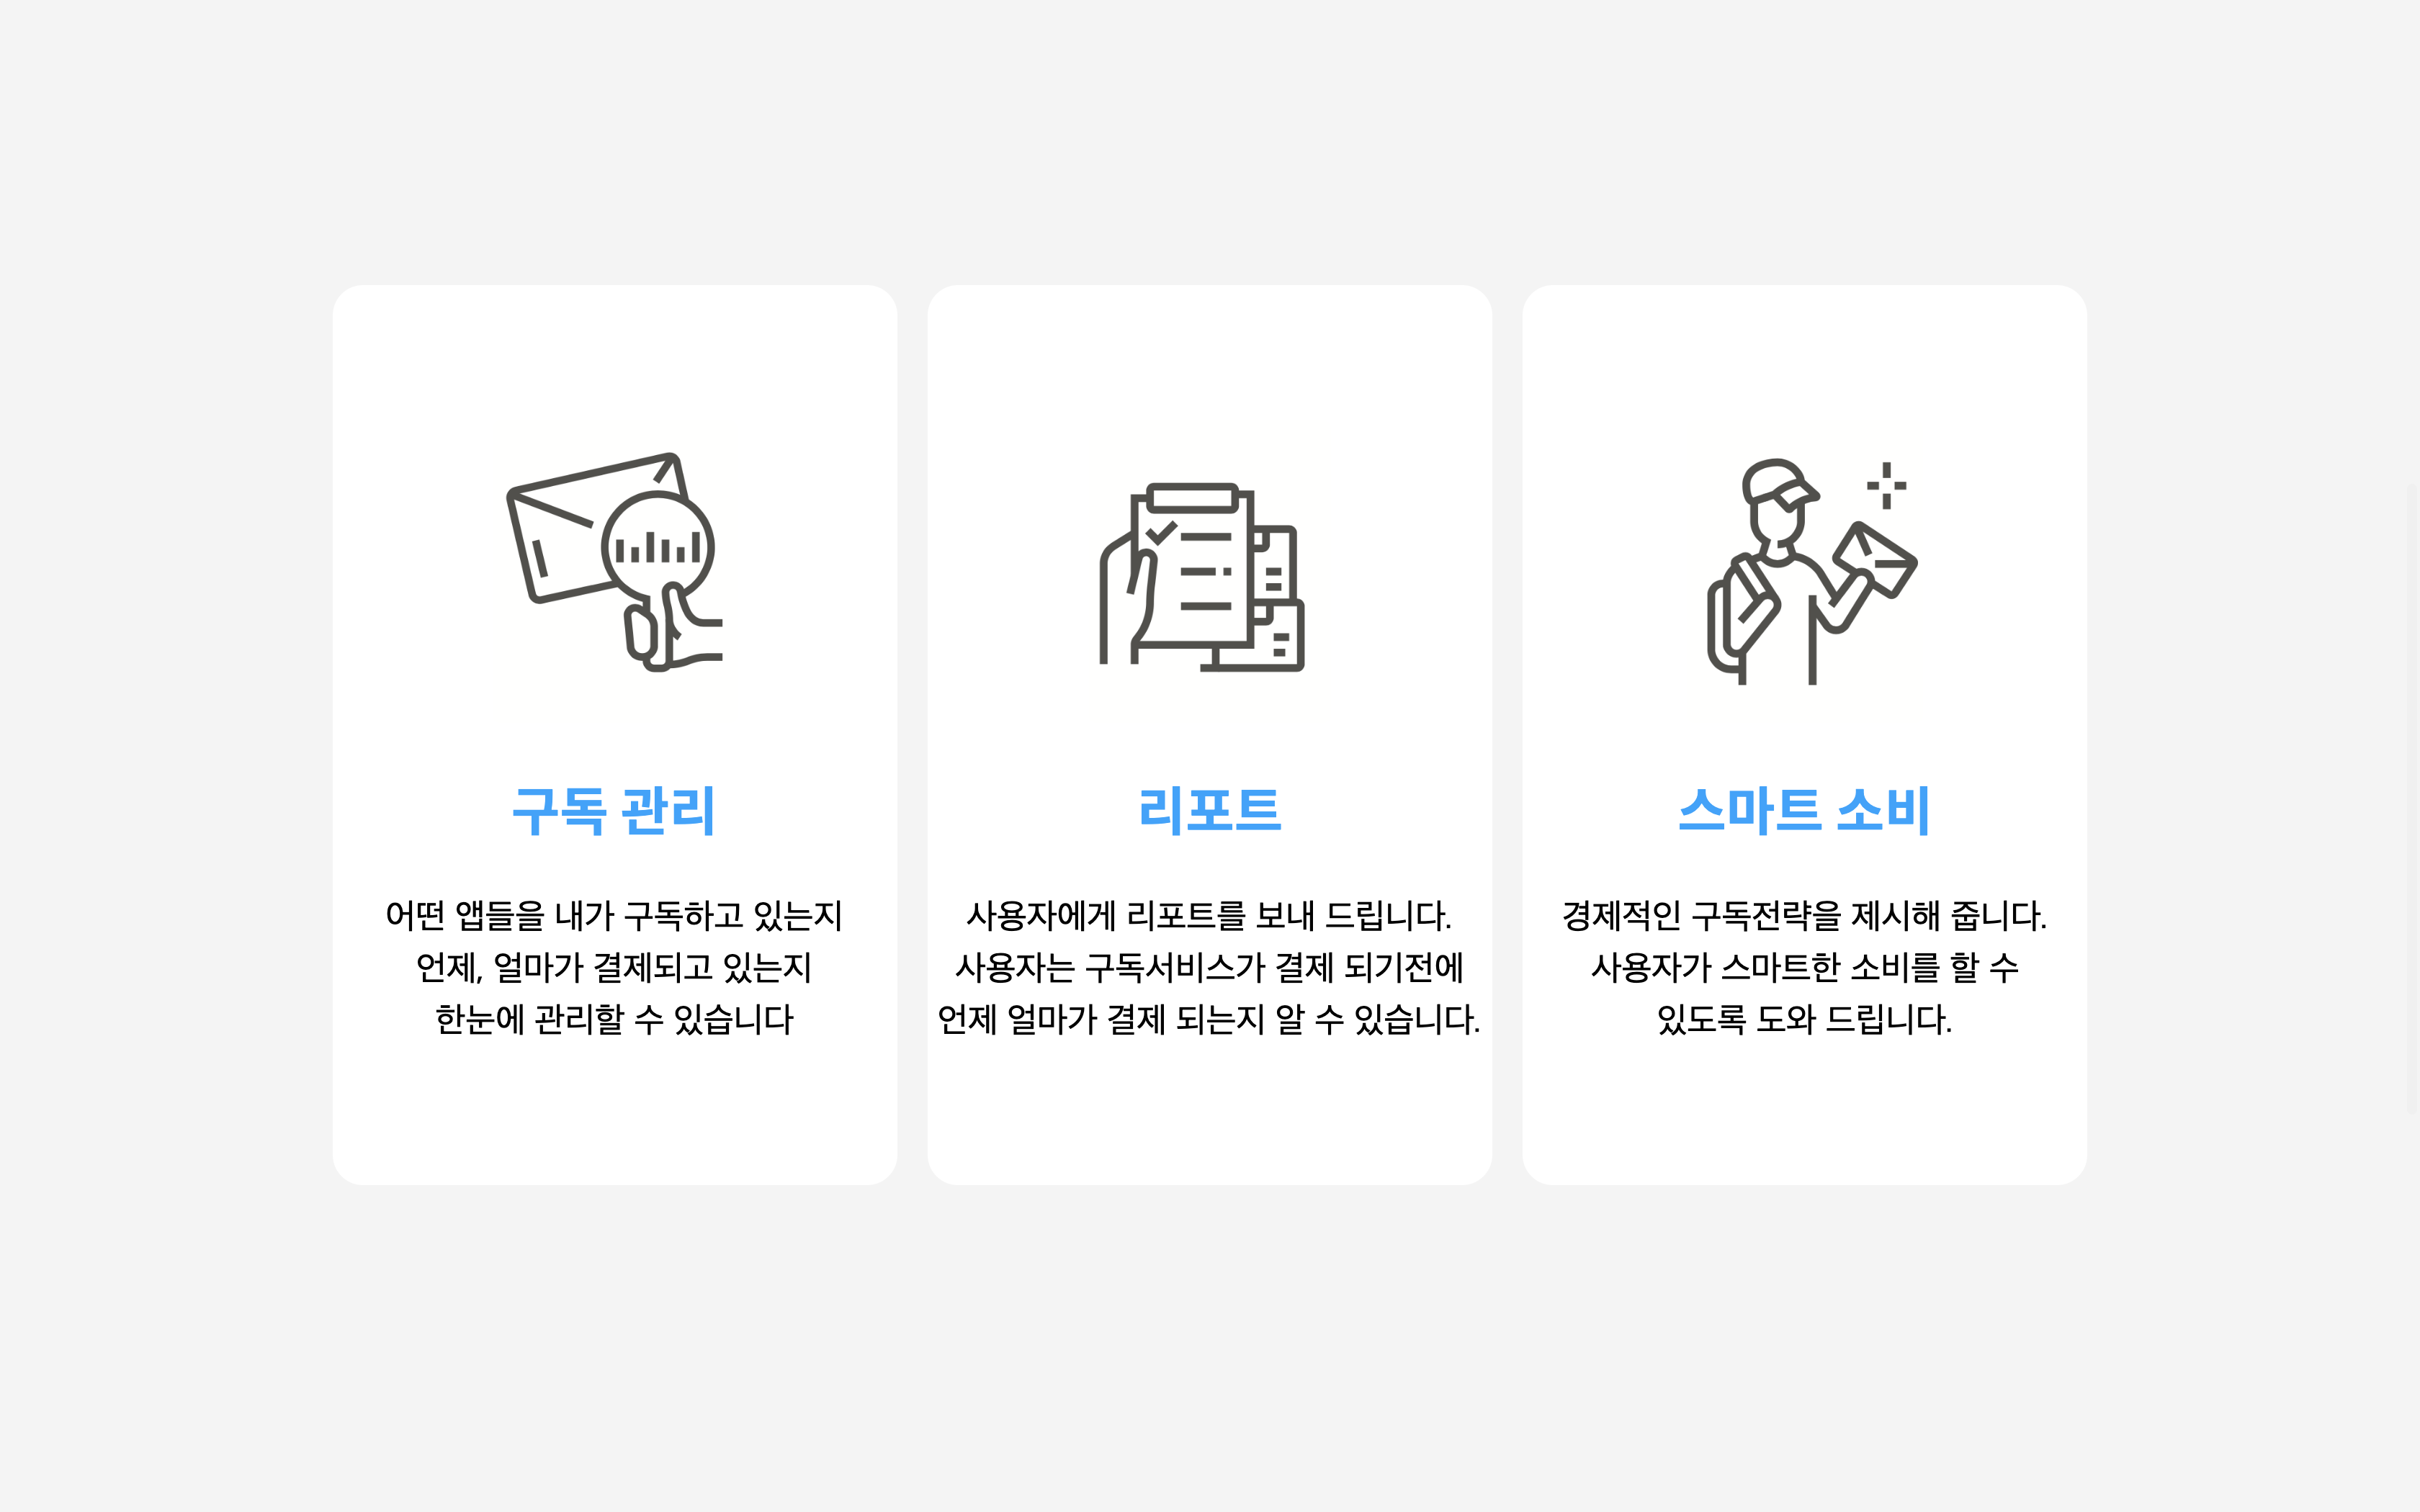 구독 관리
어떤 앱들을 내가 구독하고 있는지
언제, 얼마가 결제되고 있는지
한눈에 관리할 수 있습니다
리포트
사용자에게 리포트를 보내 드립니다.
사용자는 구독서비스가 결제 되기전에
언제 얼마가 결제 되는지 알 수 있습니다.
스마트 소비
경제적인 구독전략을 제시해 줍니다.
사용자가 스마트한 소비를 할 수
있도록 도와 드립니다.